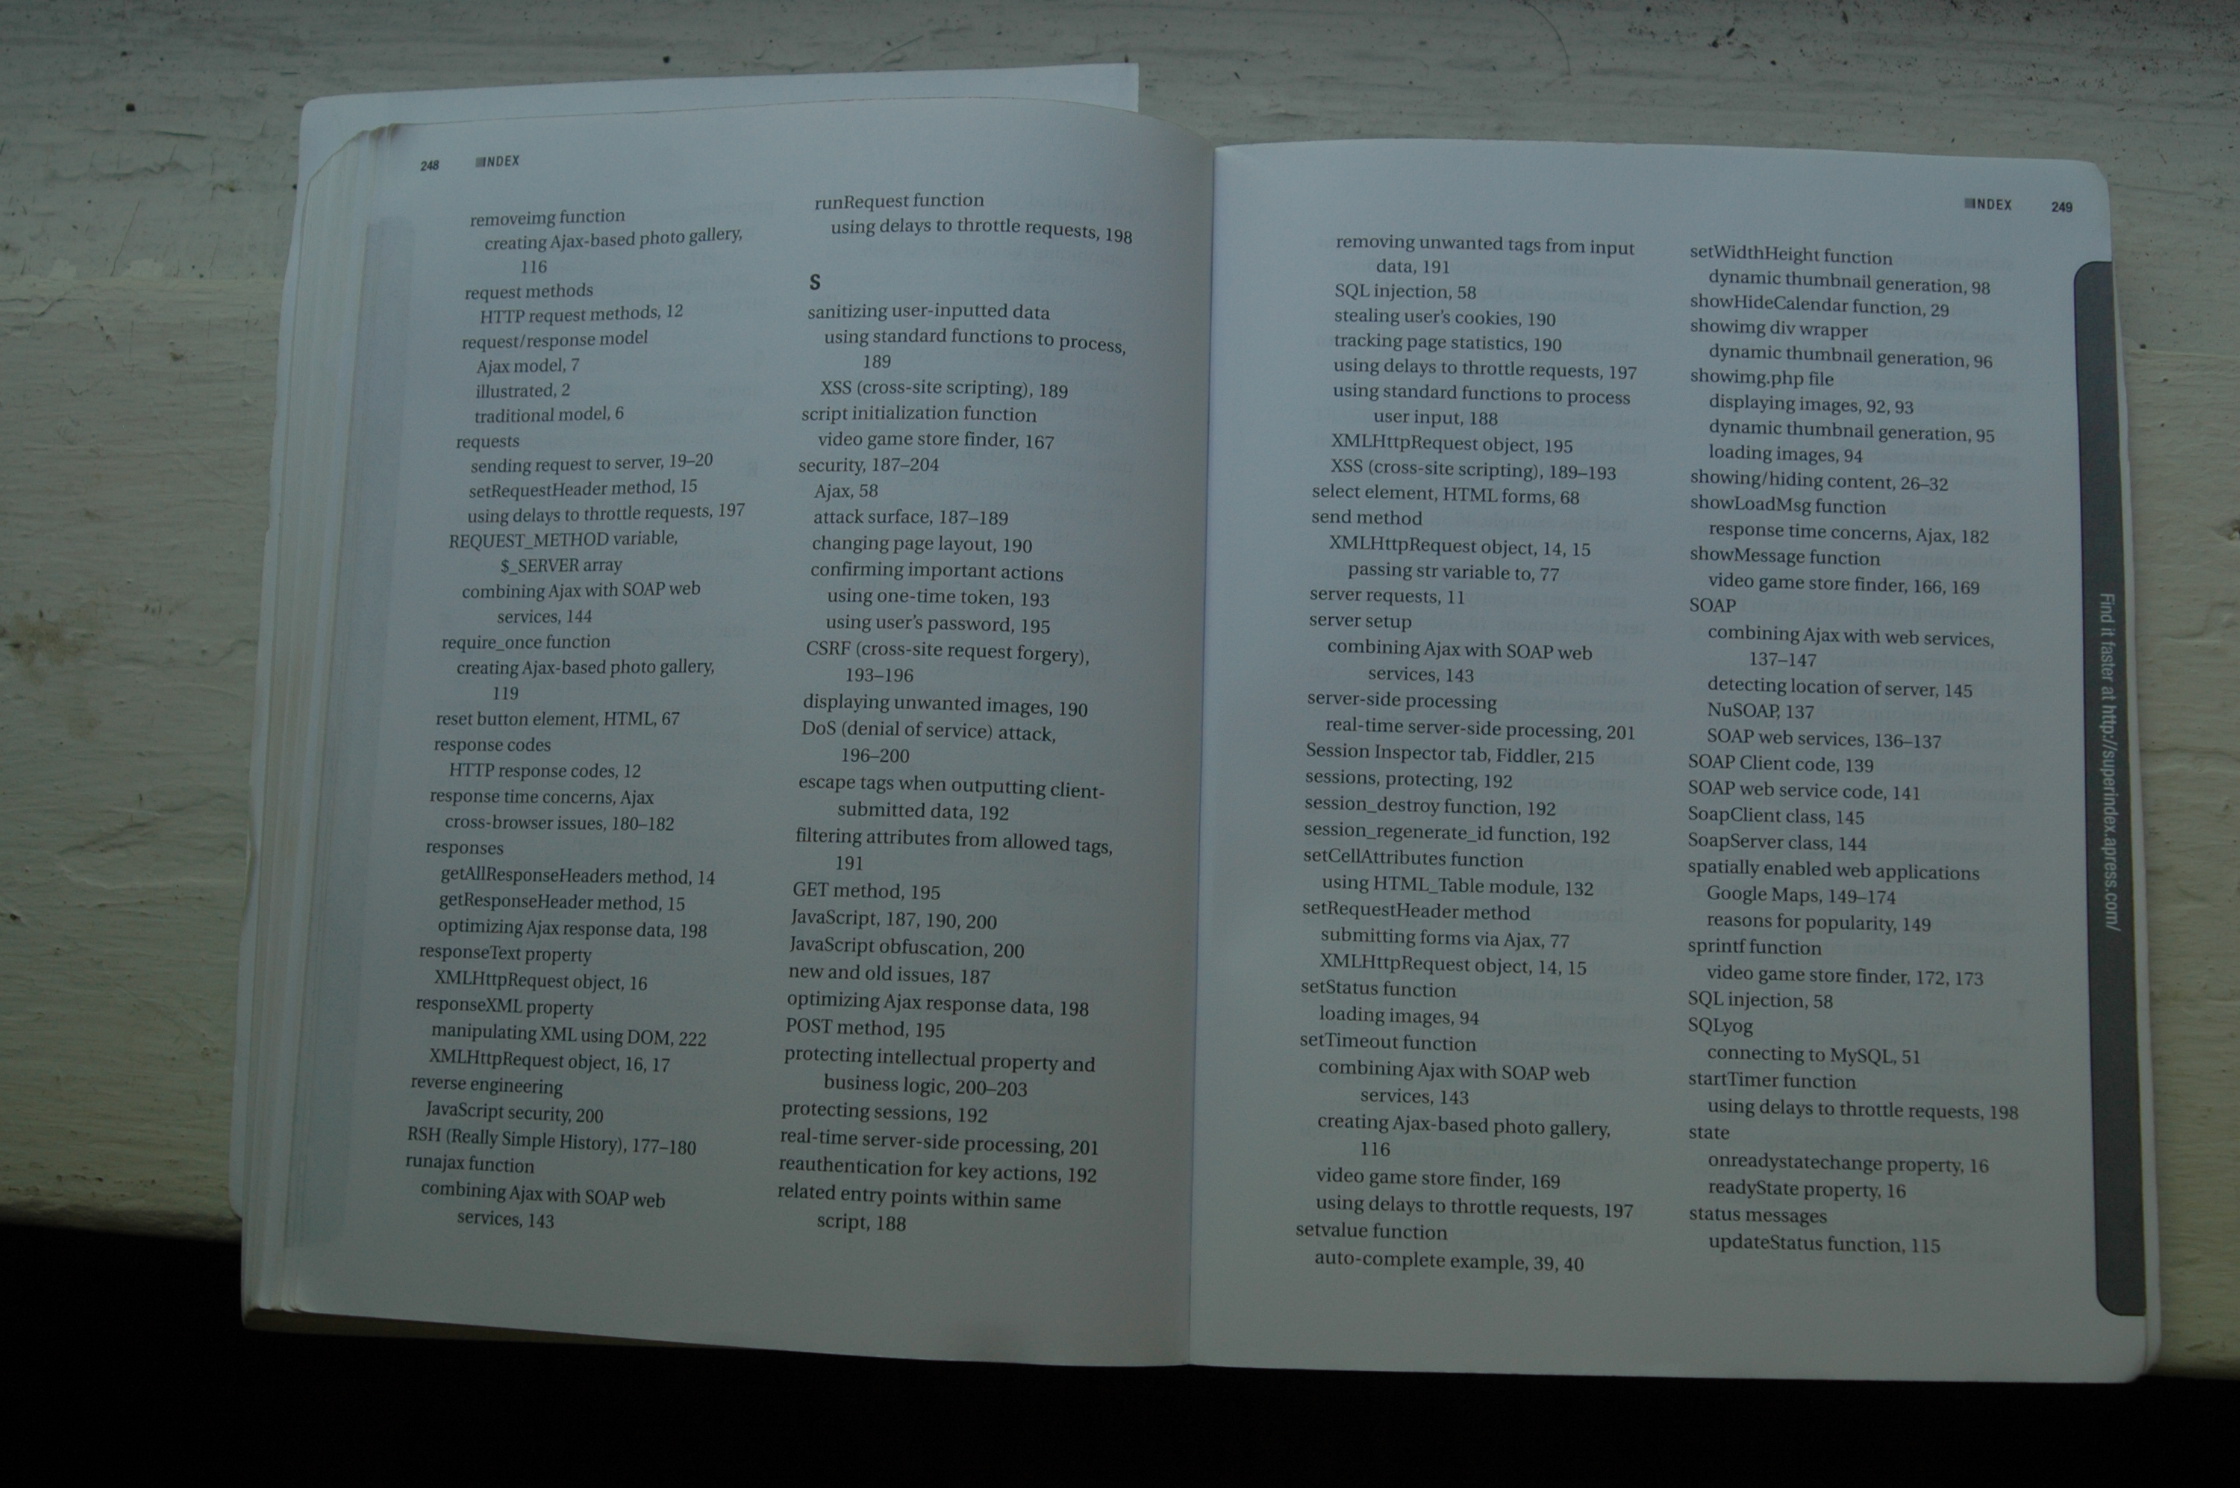 248 INDEX
removeimg function
creating Ajax-based photo gallery,
116
request methods
HTTP request methods, 12
request/response model
Ajax model, 7
illustrated, 2
traditional model, 6
requests
sending request to server, 19–20
setRequestHeader method, 15
using delays to throttle requests, 197
REQUEST_METHOD variable,
$_SERVER array
combining Ajax with SOAP web
services, 144
require_once function
creating Ajax-based photo gallery,
119
reset button element, HTML, 67
response codes
HTTP response codes, 12
response time concerns, Ajax
cross-browser issues, 180–182
responses
getAllResponseHeaders method, 14
getResponseHeader method, 15
optimizing Ajax response data, 198
responseText property
XMLHttpRequest object, 16
responseXML property
manipulating XML using DOM, 222
XMLHttpRequest object, 16, 17
reverse engineering
JavaScript security, 200
RSH (Really Simple History), 177–180
runajax function
combining Ajax with SOAP web
services, 143
runRequest function
using delays to throttle requests, 198
S
sanitizing user-inputted data
using standard functions to process,
189
XSS (cross-site scripting), 189
script initialization function
video game store finder, 167
security, 187–204
Ajax, 58
attack surface, 187–189
changing page layout, 190
confirming important actions
using one-time token, 193
using user's password, 195
CSRF (cross-site request forgery),
193–196
displaying unwanted images, 190
DoS (denial of service) attack,
196–200
escape tags when outputting client-
submitted data, 192
filtering attributes from allowed tags,
191
GET method, 195
JavaScript, 187, 190, 200
JavaScript obfuscation, 200
new and old issues, 187
optimizing Ajax response data, 198
POST method, 195
protecting intellectual property and
business logic, 200–203
protecting sessions, 192
real-time server-side processing, 201
reauthentication for key actions, 192
related entry points within same
script, 188
INDEX 249
removing unwanted tags from input
data, 191
SQL injection, 58
stealing user's cookies, 190
tracking page statistics, 190
using delays to throttle requests, 197
using standard functions to process
user input, 188
XMLHttpRequest object, 195
XSS (cross-site scripting), 189–193
select element, HTML forms, 68
send method
XMLHttpRequest object, 14, 15
passing str variable to, 77
server requests, 11
server setup
combining Ajax with SOAP web
services, 143
server-side processing
real-time server-side processing, 201
Session Inspector tab, Fiddler, 215
sessions, protecting, 192
session_destroy function, 192
session_regenerate_id function, 192
setCellAttributes function
using HTML_Table module, 132
setRequestHeader method
submitting forms via Ajax, 77
XMLHttpRequest object, 14, 15
setStatus function
loading images, 94
setTimeout function
combining Ajax with SOAP web
services, 143
creating Ajax-based photo gallery,
116
video game store finder, 169
using delays to throttle requests, 197
setvalue function
auto-complete example, 39, 40
setWidthHeight function
dynamic thumbnail generation, 98
showHideCalendar function, 29
showimg div wrapper
dynamic thumbnail generation, 96
showimg.php file
displaying images, 92, 93
dynamic thumbnail generation, 95
loading images, 94
showing/hiding content, 26–32
showLoadMsg function
response time concerns, Ajax, 182
showMessage function
video game store finder, 166, 169
SOAP
combining Ajax with web services,
137–147
detecting location of server, 145
NuSOAP, 137
SOAP web services, 136–137
SOAP Client code, 139
SOAP web service code, 141
SoapClient class, 145
SoapServer class, 144
spatially enabled web applications
Google Maps, 149–174
reasons for popularity, 149
sprintf function
video game store finder, 172, 173
SQL injection, 58
SQLyog
connecting to MySQL, 51
startTimer function
using delays to throttle requests, 198
state
onreadystatechange property, 16
readyState property, 16
status messages
updateStatus function, 115
Find it faster at http://superindex.apress.com/